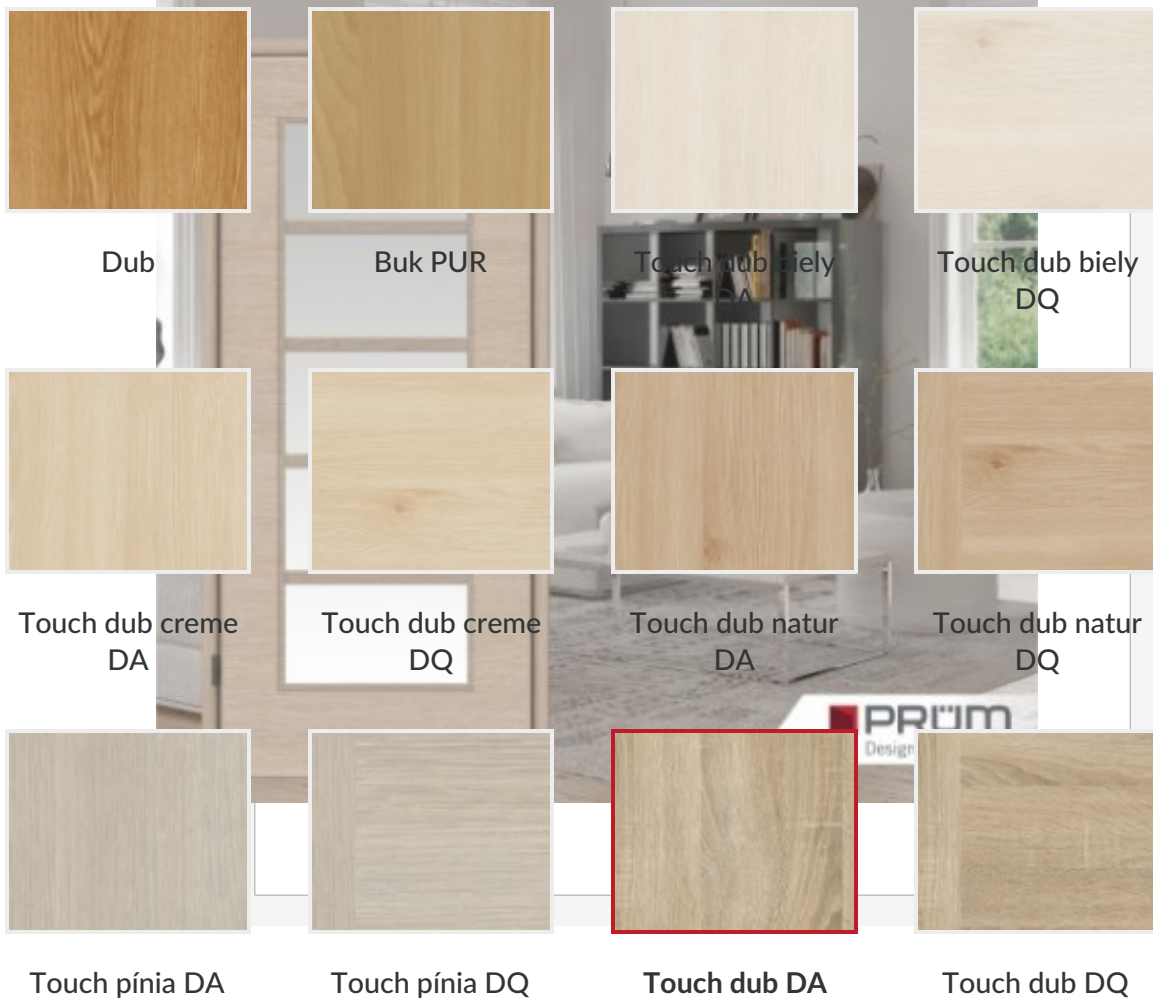 Dub
Buk PUR
Touch dub biely
DA
Touch dub biely
DQ
Touch dub creme
DA
Touch dub creme
DQ
Touch dub natur
DA
Touch dub natur
DQ
PRÜM
Design
Touch pínia DA
Touch pínia DQ
Touch dub DA
Touch dub DQ